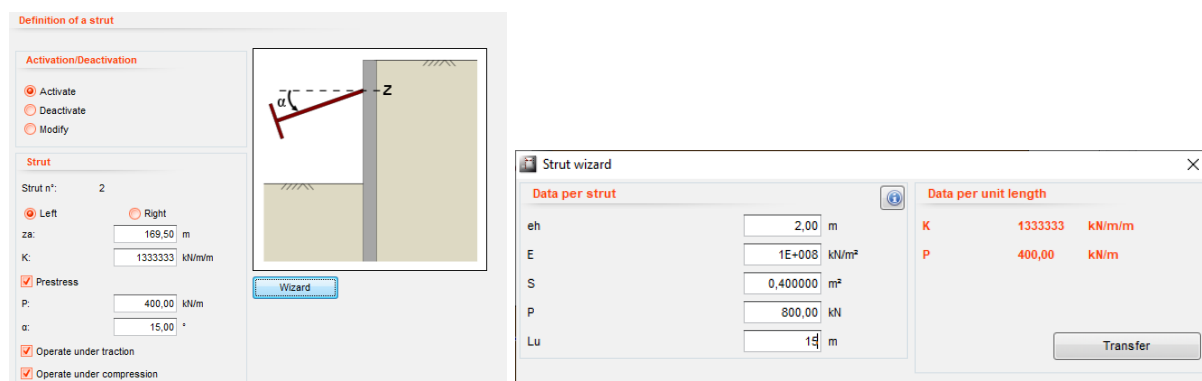 Definition of a strut
Activation/Deactivation
Activate
Deactivate
Modify
Strut
Strut n°: 2
Left Right
za: 169,50 m
K: 1333333 kN/m/m
Prestress
P: 400,00 kN/m
α: 15,00 °
Operate under traction
Operate under compression
α z
Wizard
Strut wizard
Data per strut
eh 2,00 m
E 1E+008 kN/m²
S 0,400000 m²
P 800,00 kN
Lu 15 m
Data per unit length
K 1333333 kN/m/m
P 400,00 kN/m
Transfer